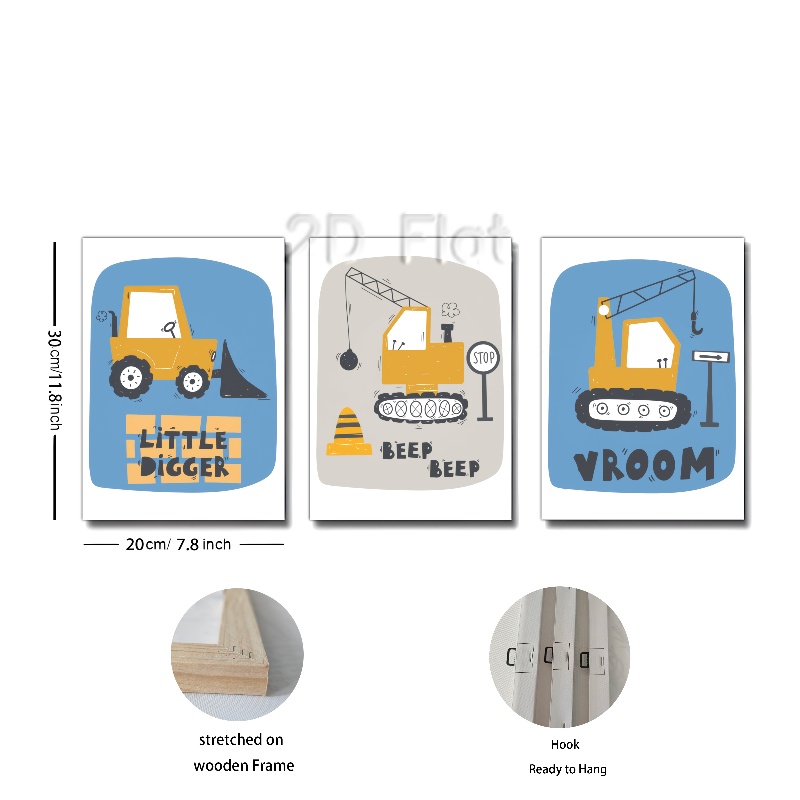 2D Flat
30cm/11.8inch
LiTTLE
DIGGER
STOP
BEEP
BEEP
VROOM
20cm/ 7.8 inch
stretched on
wooden Frame
Hook
Ready to Hang